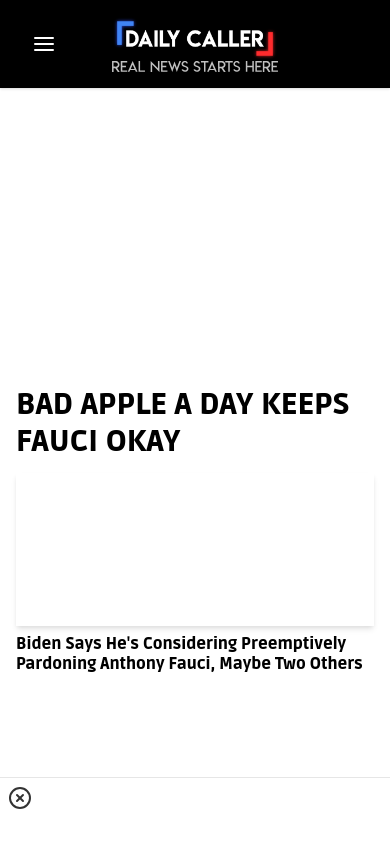 DAILY CALLER
REAL NEWS STARTS HERE
BAD APPLE A DAY KEEPS
FAUCI OKAY
Biden Says He's Considering Preemptively
Pardoning Anthony Fauci, Maybe Two Others